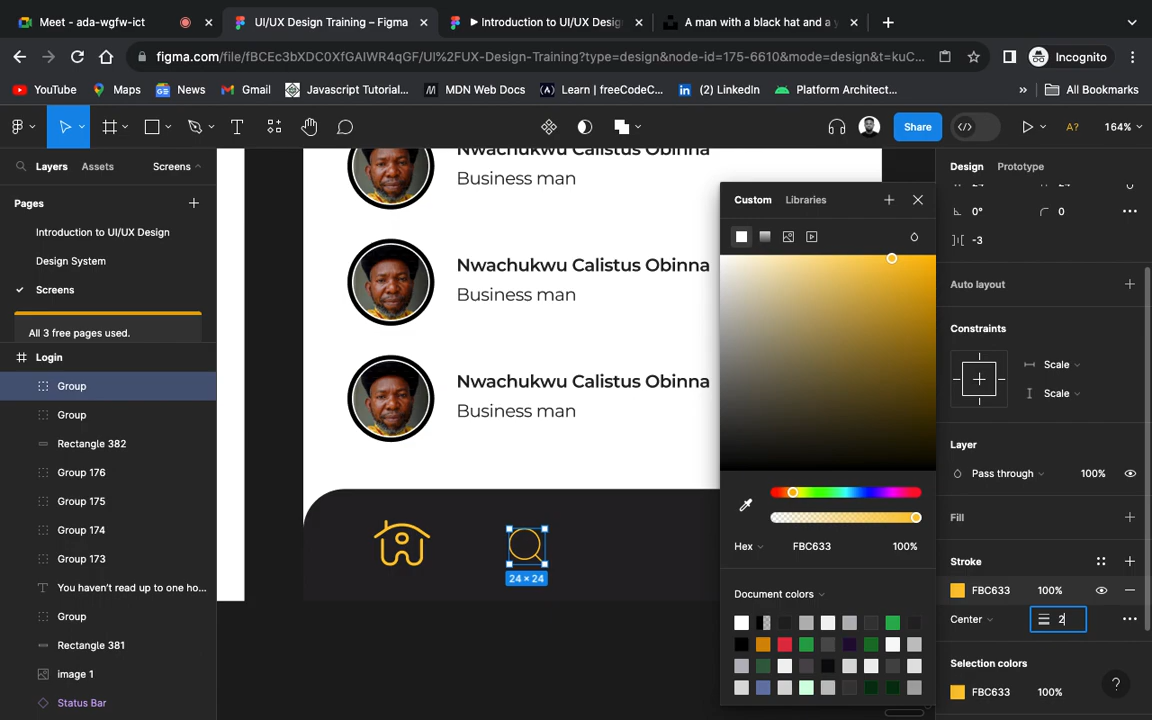 Meet - ada-wgfw-ict
UI/UX Design Training – Figma
Introduction to UI/UX Desig
A man with a black hat and a
figma.com/file/fBCEc3bXDC0XfGAlWR4qGF/UI%2FUX-Design-Training?type=design&node-id=175-6610&mode=design&t=kuC...
Incognito
YouTube
Maps
News
Gmail
Javascript Tutorial...
MDN Web Docs
Learn | freeCodeC...
(2) LinkedIn
Platform Architect...
»
All Bookmarks
Share
A?
164%
Layers
Assets
Screens
Pages
Introduction to UI/UX Design
Design System
Screens
All 3 free pages used.
Login
Group
Group
Rectangle 382
Group 176
Group 175
Group 174
Group 173
You haven't read up to one ho...
Group
Rectangle 381
image 1
Status Bar
Nwachukwu Calistus Obinna
Business man
Nwachukwu Calistus Obinna
Business man
Nwachukwu Calistus Obinna
Business man
24 × 24
Custom
Libraries
Hex
FBC633
100%
Document colors
Design
Prototype
0°
0
-3
Auto layout
Constraints
Scale
Scale
Layer
Pass through
100%
Fill
Stroke
FBC633
100%
Center
2
Selection colors
FBC633
100%
?